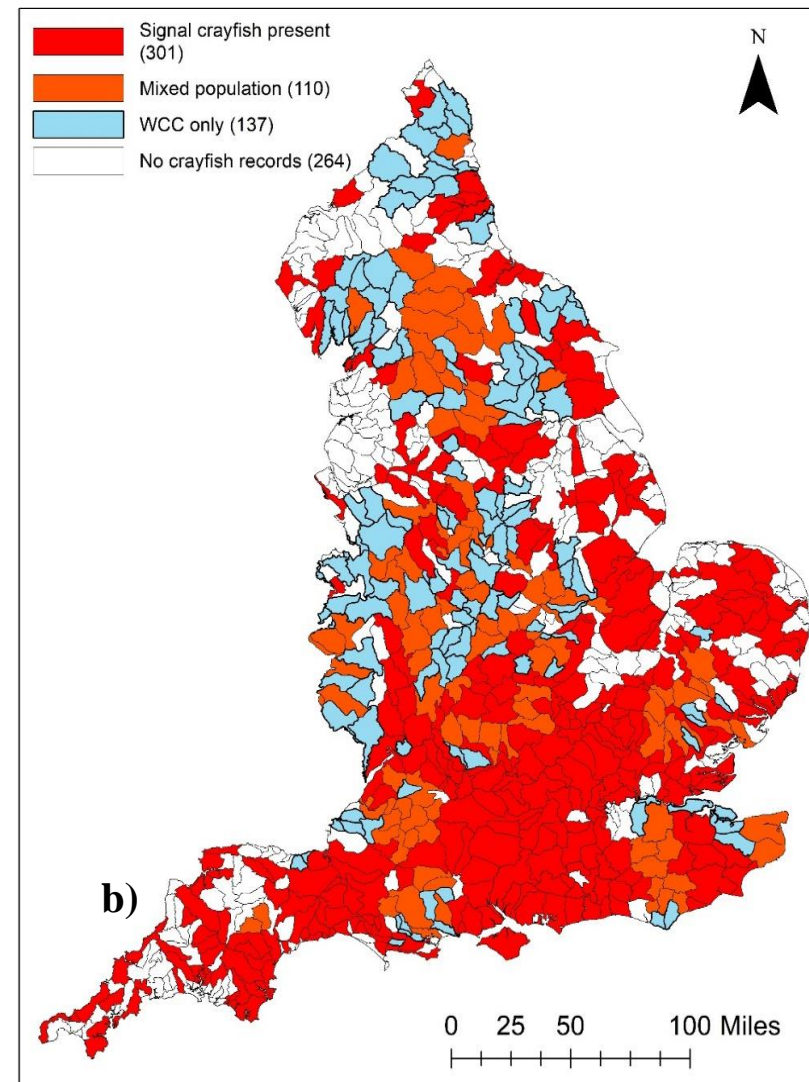 Signal crayfish present
(301)
Mixed population (110)
WCC only (137)
No crayfish records (264)
N
b)
0 25 50 100 Miles